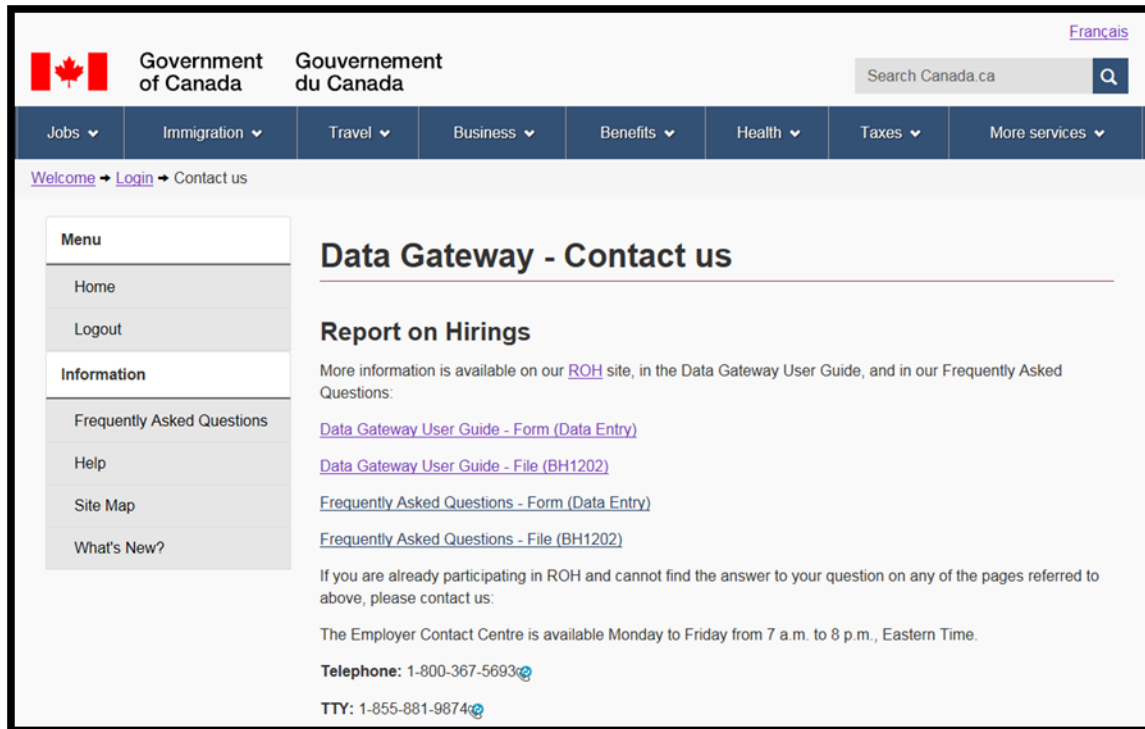 Français
Government of Canada
Gouvernement du Canada
Search Canada.ca
Jobs
Immigration
Travel
Business
Benefits
Health
Taxes
More services
Welcome → Login → Contact us
Menu
Home
Logout
Information
Frequently Asked Questions
Help
Site Map
What's New?
Data Gateway - Contact us
Report on Hirings
More information is available on our ROH site, in the Data Gateway User Guide, and in our Frequently Asked
Questions:
Data Gateway User Guide - Form (Data Entry)
Data Gateway User Guide - File (BH1202)
Frequently Asked Questions - Form (Data Entry)
Frequently Asked Questions - File (BH1202)
If you are already participating in ROH and cannot find the answer to your question on any of the pages referred to
above, please contact us:
The Employer Contact Centre is available Monday to Friday from 7 a.m. to 8 p.m., Eastern Time.
Telephone: 1-800-367-5693
TTY: 1-855-881-9874